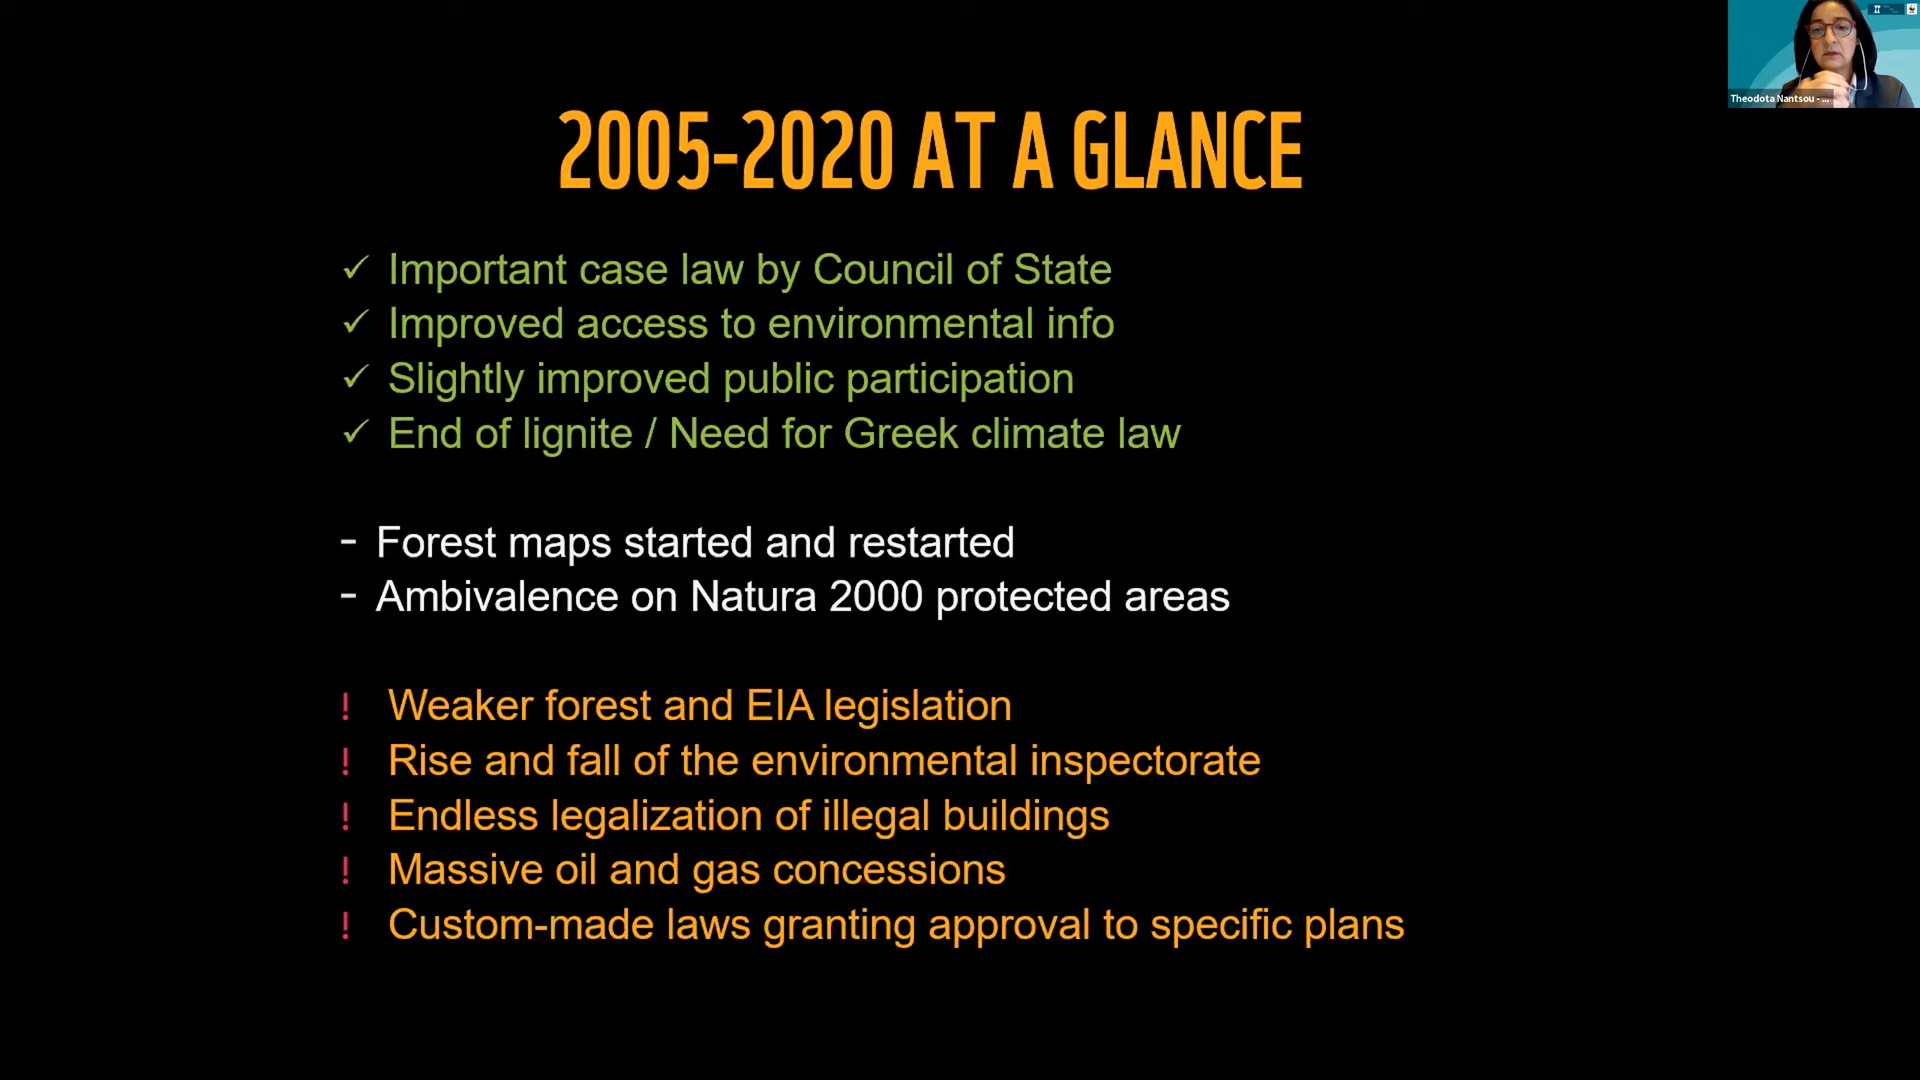 2005-2020 AT A GLANCE
✓ Important case law by Council of State
✓ Improved access to environmental info
✓ Slightly improved public participation
✓ End of lignite / Need for Greek climate law
- Forest maps started and restarted
- Ambivalence on Natura 2000 protected areas
! Weaker forest and EIA legislation
! Rise and fall of the environmental inspectorate
! Endless legalization of illegal buildings
! Massive oil and gas concessions
! Custom-made laws granting approval to specific plans
Theodota Nantsou - ...